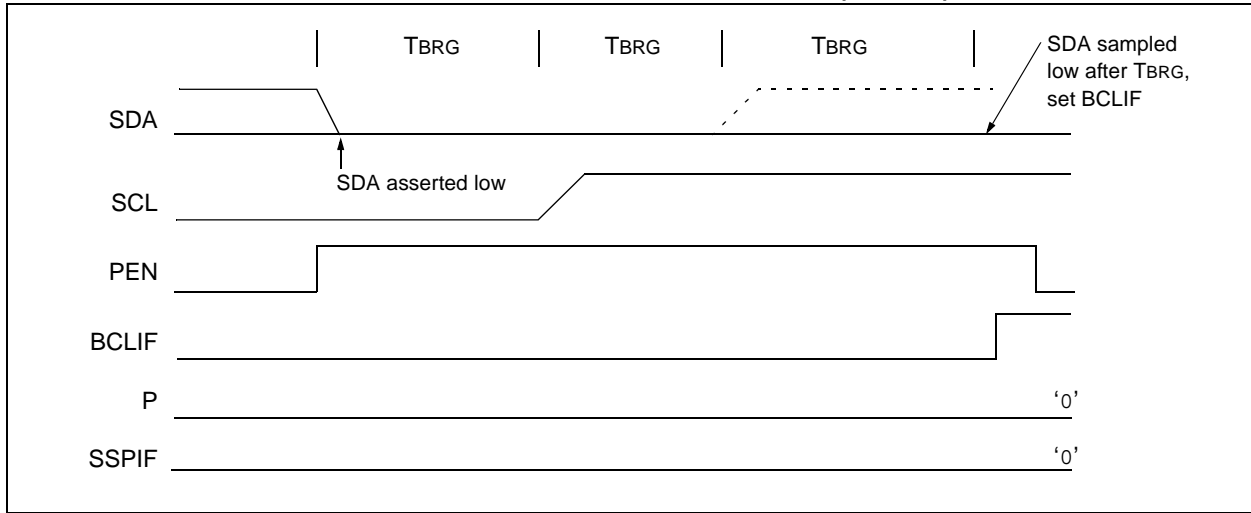 TBRG TBRG TBRG
SDA sampled
low after TBRG,
set BCLIF
SDA
SDA asserted low
SCL
PEN
BCLIF
P ‘0’
SSPIF ‘0’